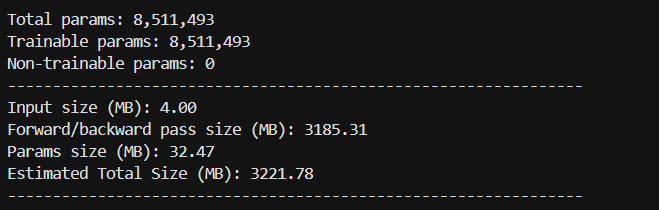 Total params: 8,511,493
Trainable params: 8,511,493
Non-trainable params: 0
----------------------------------------------------------------
Input size (MB): 4.00
Forward/backward pass size (MB): 3185.31
Params size (MB): 32.47
Estimated Total Size (MB): 3221.78
----------------------------------------------------------------